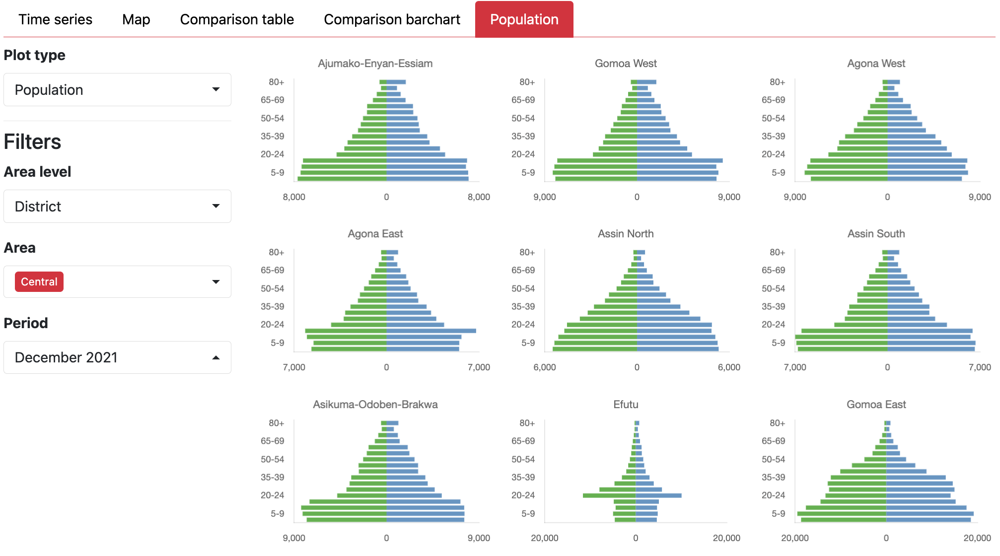 Time series
Map
Comparison table
Comparison barchart
Population
Plot type
Population
Filters
Area level
District
Area
Central
Period
December 2021
Ajumako-Enyan-Essiam
80+
65-69
50-54
35-39
20-24
5-9
8,000 0 8,000
Gomoa West
80+
65-69
50-54
35-39
20-24
5-9
9,000 0 9,000
Agona West
80+
65-69
50-54
35-39
20-24
5-9
9,000 0 9,000
Agona East
80+
65-69
50-54
35-39
20-24
5-9
7,000 0 7,000
Assin North
80+
65-69
50-54
35-39
20-24
5-9
6,000 0 6,000
Assin South
80+
65-69
50-54
35-39
20-24
5-9
7,000 0 7,000
Asikuma-Odoben-Brakwa
80+
65-69
50-54
35-39
20-24
5-9
9,000 0 9,000
Efutu
80+
65-69
50-54
35-39
20-24
5-9
20,000 0 20,000
Gomoa East
80+
65-69
50-54
35-39
20-24
5-9
20,000 0 20,000